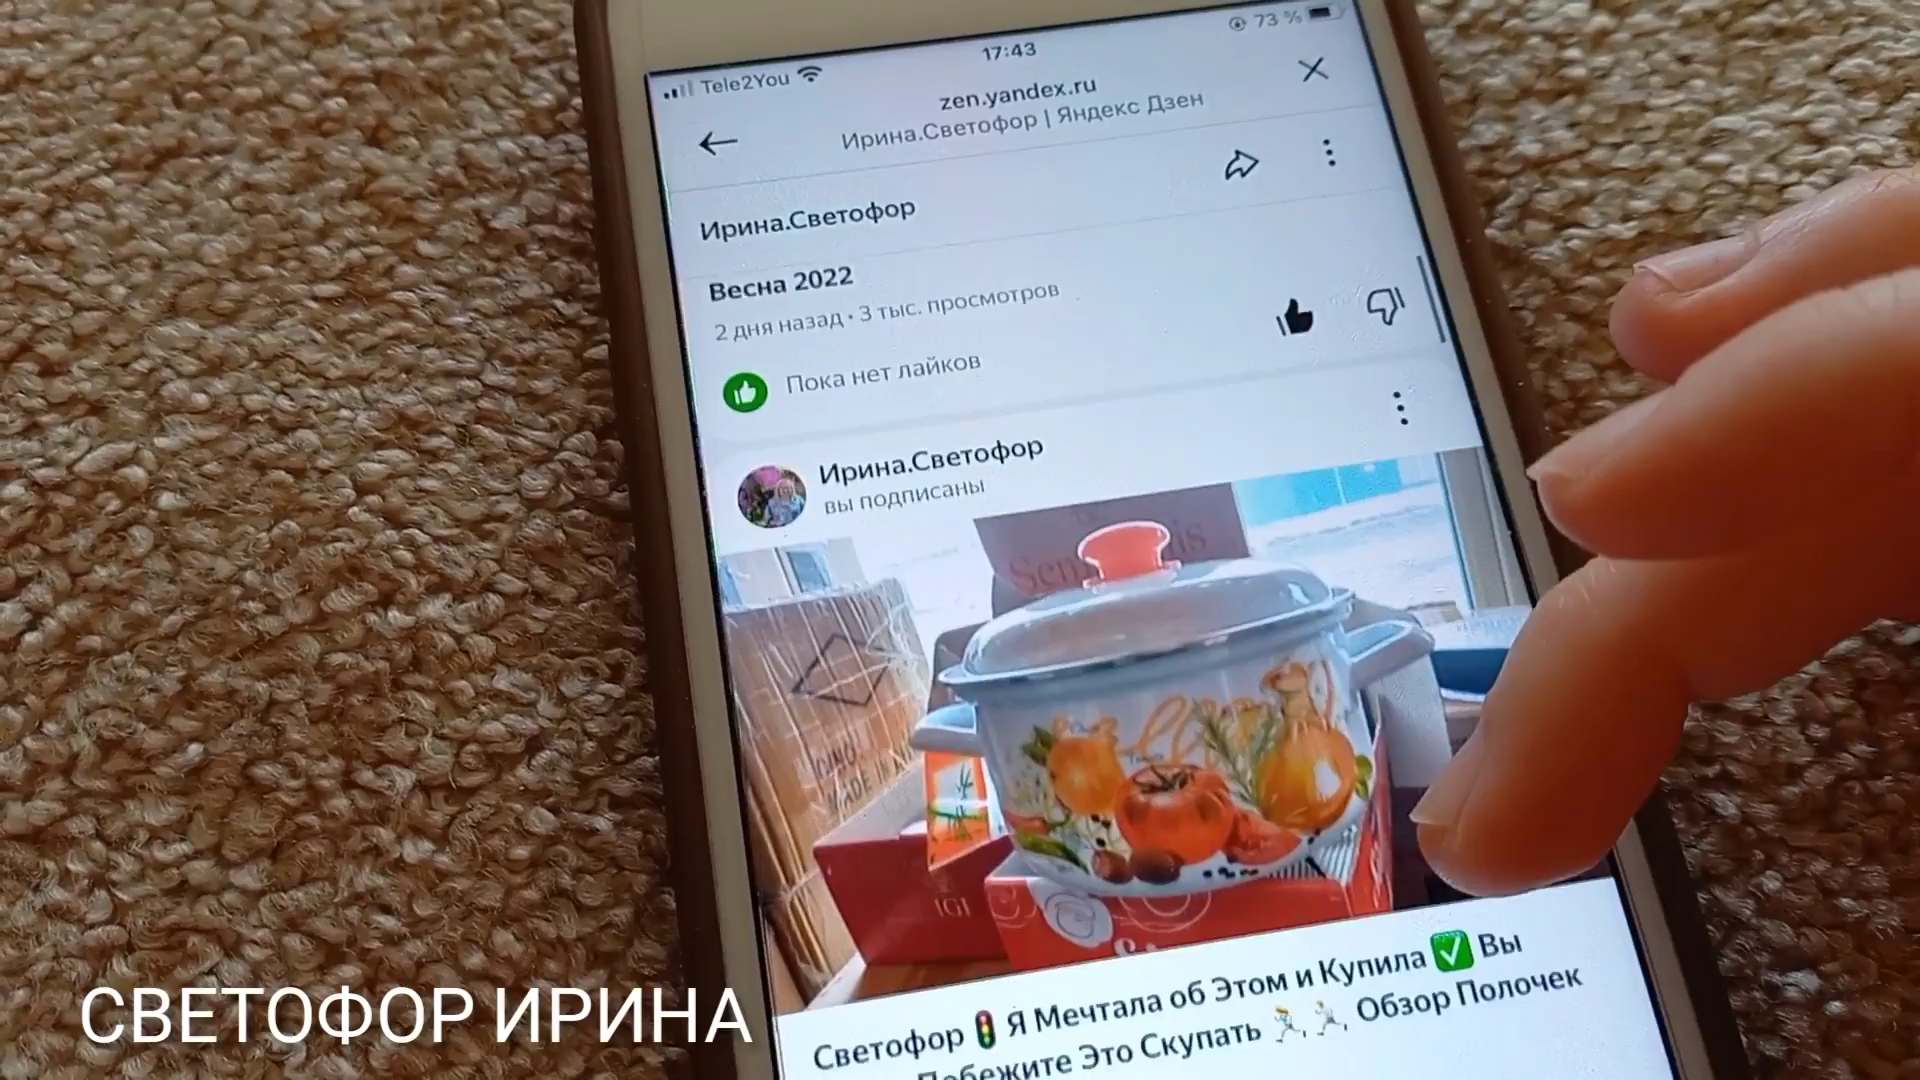 73 %
17:43
Tele2You
zen.yandex.ru
Ирина.Светофор | Яндекс Дзен
Ирина.Светофор
Весна 2022
2 дня назад · 3 тыс. просмотров
Пока нет лайков
Ирина.Светофор
вы подписаны
MADE IN
Светофор 🚦 Я Мечтала об Этом и Купила ✅ Вы
Побежите Это Скупать 🏃, 🏃, Обзор Полочек
СВЕТОФОР ИРИНА